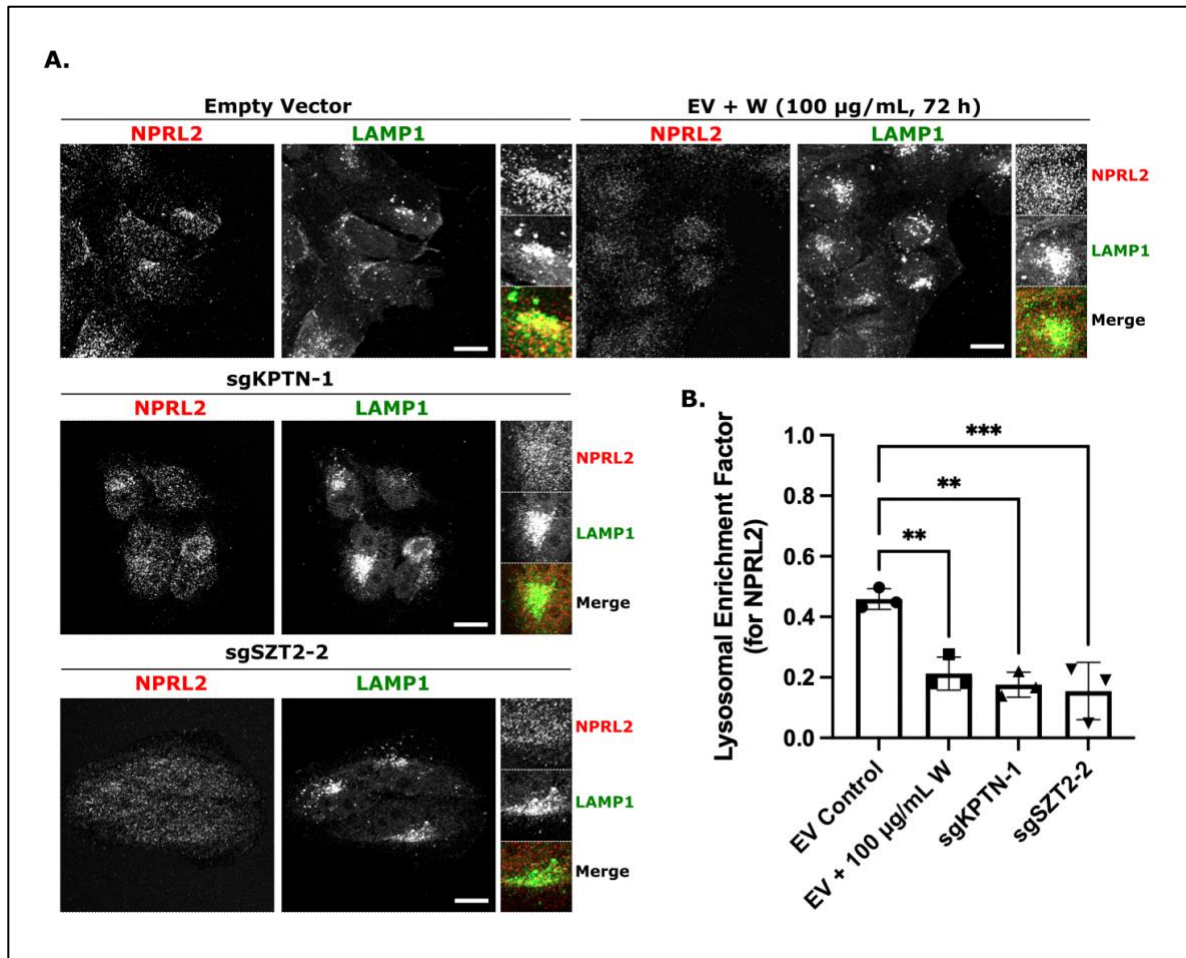 A.
Empty Vector
NPRL2 LAMP1
EV + W (100 µg/mL, 72 h)
NPRL2 LAMP1
NPRL2
LAMP1
Merge
sgKPTN-1
NPRL2 LAMP1
NPRL2
LAMP1
Merge
sgSZT2-2
NPRL2 LAMP1
NPRL2
LAMP1
Merge
B.
Lysosomal Enrichment Factor
(for NPRL2)
1.0
0.8
0.6
0.4
0.2
0.0
***
**
**
EV Control
EV + 100 µg/mL W
sgKPTN-1
sgSZT2-2